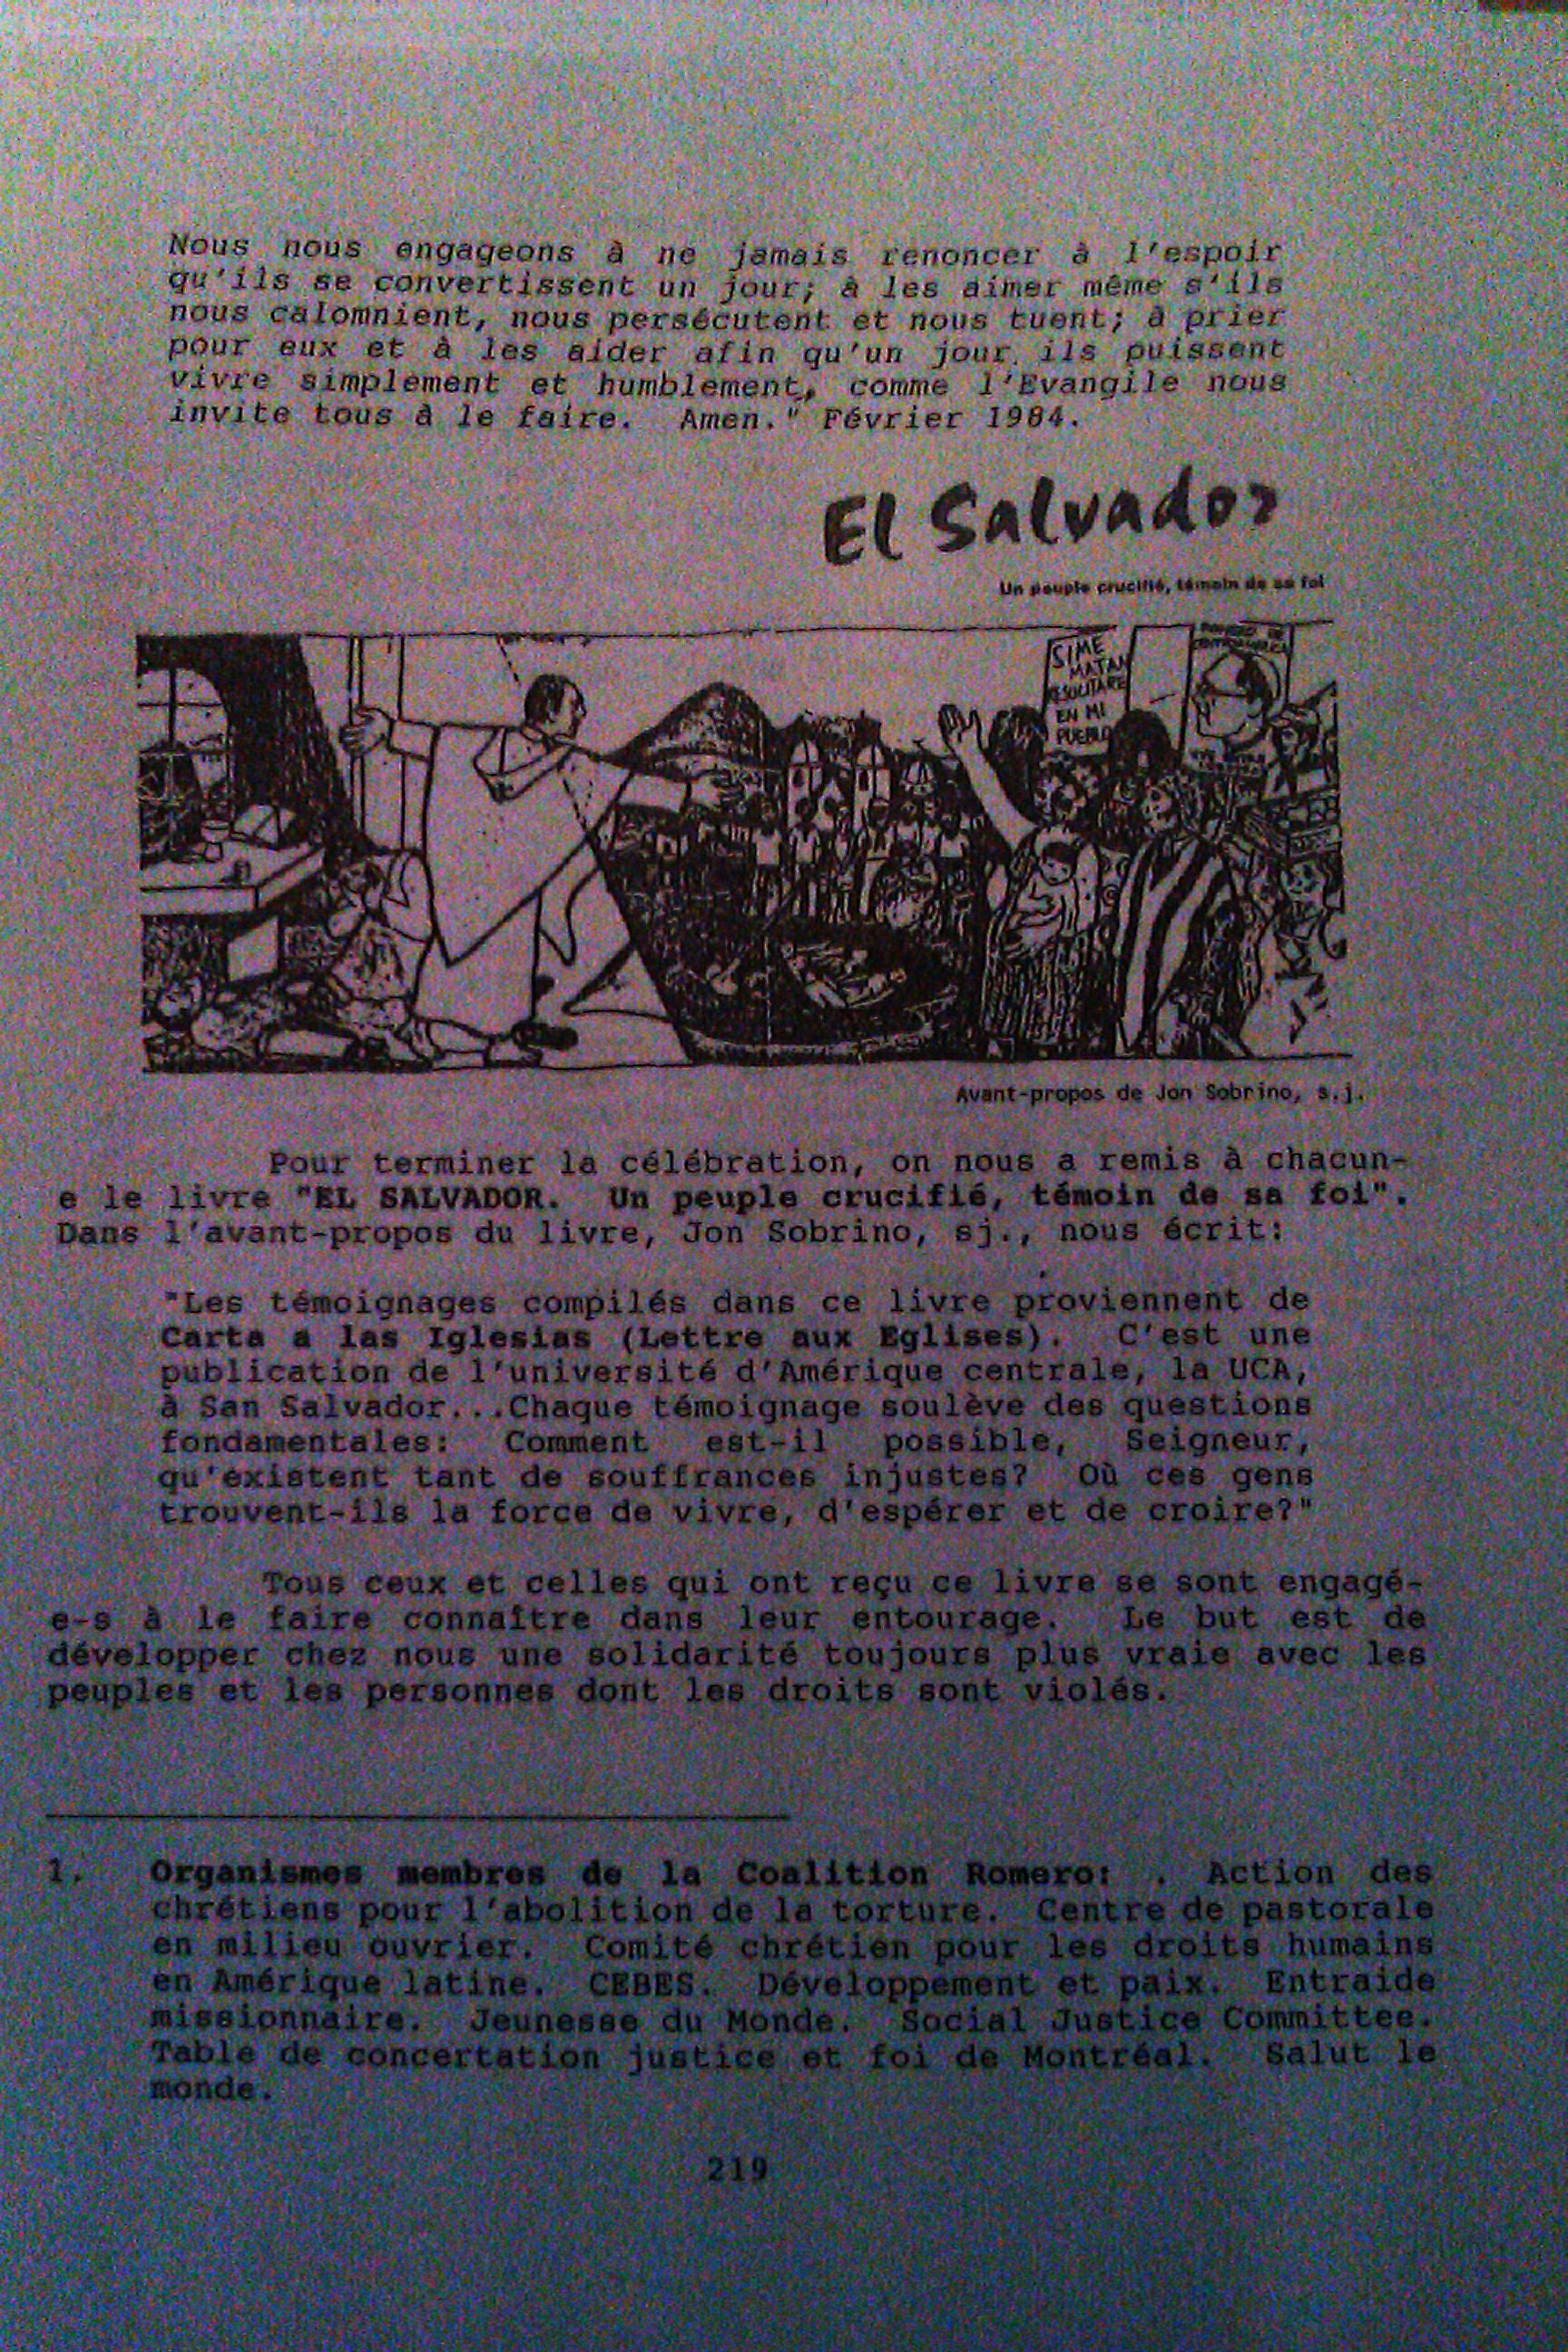 Nous nous engageons à ne jamais renoncer à l'espoir
qu'ils se convertissent un jour; à les aimer même s'ils
nous calomnient, nous persécutent et nous tuent; à prier
pour eux et à les aider afin qu'un jour ils puissent
vivre simplement et humblement, comme l'Evangile nous
invite tous à le faire. Amen." Février 1984.
El Salvador
Un peuple crucifié, témoin de sa foi
SI ME
MATAN
RESUCITARE
EN MI
PUEBLO
Avant-propos de Jon Sobrino, s.j.
Pour terminer la célébration, on nous a remis à chacun-
e le livre "EL SALVADOR. Un peuple crucifié, témoin de sa foi".
Dans l'avant-propos du livre, Jon Sobrino, sj., nous écrit:
"Les témoignages compilés dans ce livre proviennent de
Carta a las Iglesias (Lettre aux Eglises). C'est une
publication de l'université d'Amérique centrale, la UCA,
à San Salvador...Chaque témoignage soulève des questions
fondamentales: Comment est-il possible, Seigneur,
qu'existent tant de souffrances injustes? Où ces gens
trouvent-ils la force de vivre, d'espérer et de croire?"
Tous ceux et celles qui ont reçu ce livre se sont engagé-
e-s à le faire connaître dans leur entourage. Le but est de
développer chez nous une solidarité toujours plus vraie avec les
peuples et les personnes dont les droits sont violés.
1. Organismes membres de la Coalition Romero: . Action des
chrétiens pour l'abolition de la torture. Centre de pastorale
en milieu ouvrier. Comité chrétien pour les droits humains
en Amérique latine. CEBES. Développement et paix. Entraide
missionnaire. Jeunesse du Monde. Social Justice Committee.
Table de concertation justice et foi de Montréal. Salut le
monde.
219